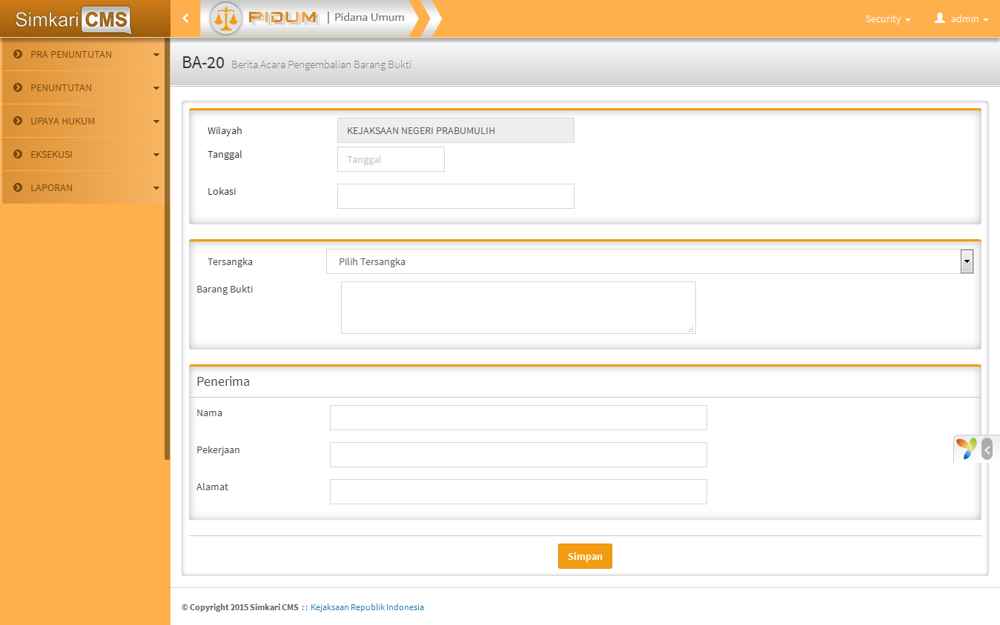 Simkari CMS
PIDUM | Pidana Umum
Security
admin
PRA PENUNTUTAN
PENUNTUTAN
UPAYA HUKUM
EKSEKUSI
LAPORAN
BA-20 Berita Acara Pengembalian Barang Bukti
Wilayah KEJAKSAAN NEGERI PRABUMULIH
Tanggal Tanggal
Lokasi
Tersangka Pilih Tersangka
Barang Bukti
Penerima
Nama
Pekerjaan
Alamat
Simpan
© Copyright 2015 Simkari CMS :: Kejaksaan Republik Indonesia